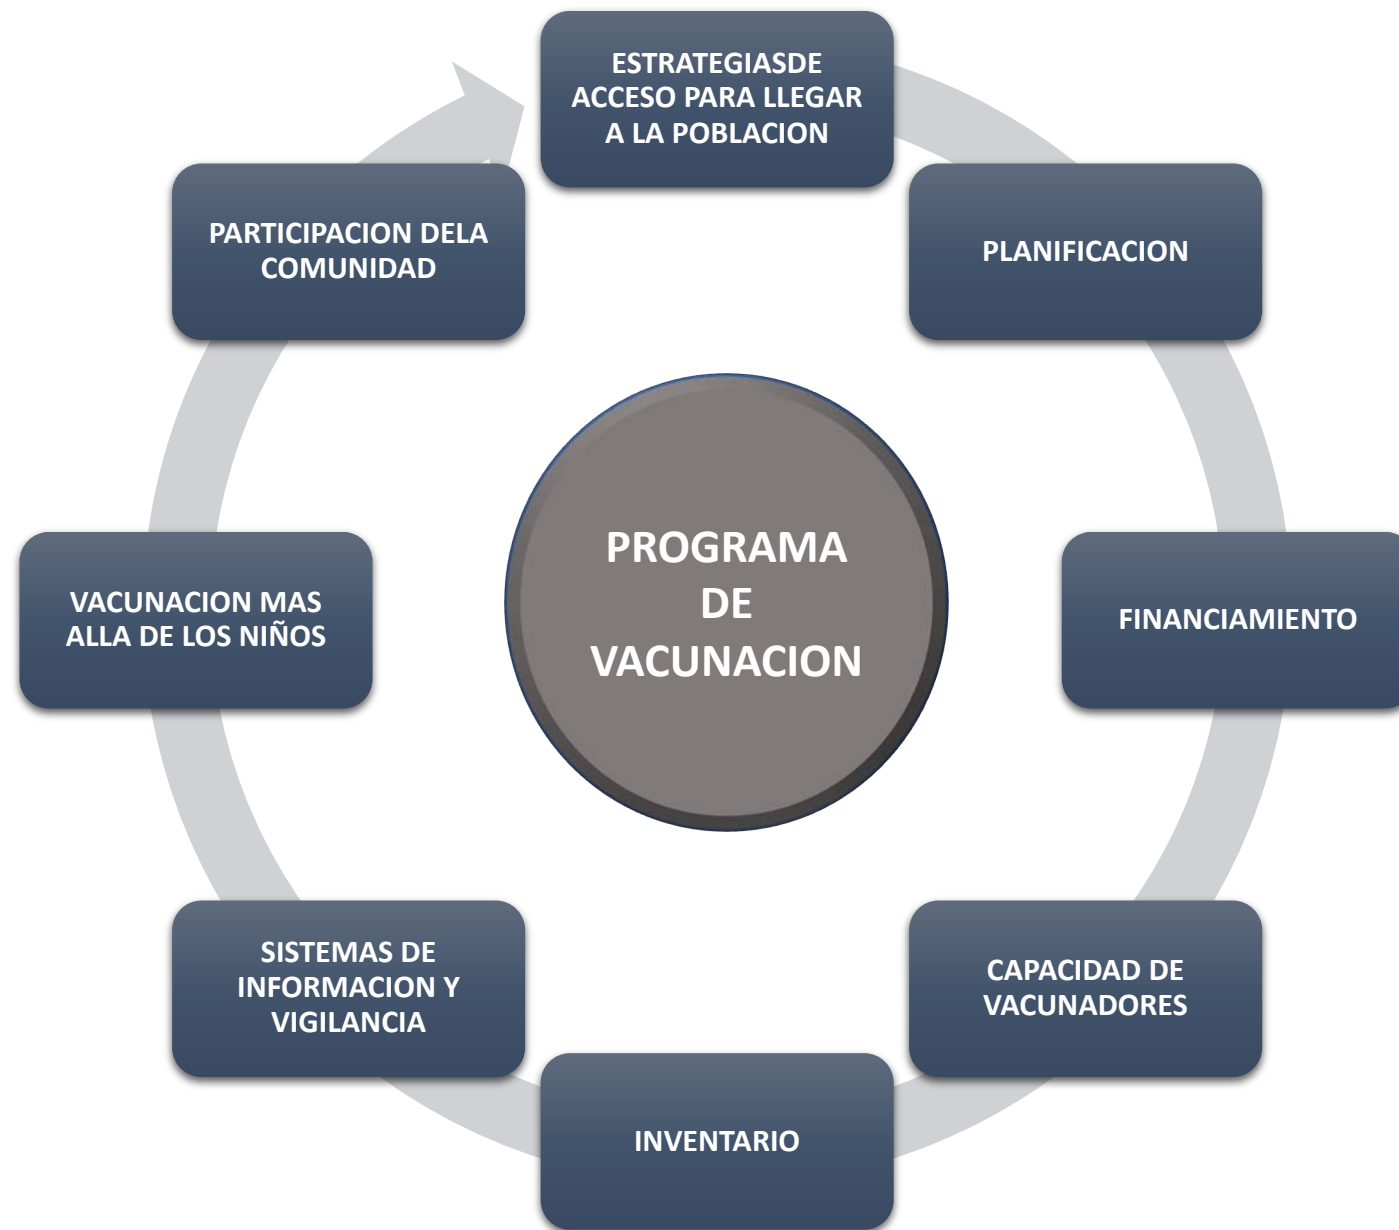 ESTRATEGIASDE
ACCESO PARA LLEGAR
A LA POBLACION
PLANIFICACION
FINANCIAMIENTO
CAPACIDAD DE
VACUNADORES
INVENTARIO
SISTEMAS DE
INFORMACION Y
VIGILANCIA
VACUNACION MAS
ALLA DE LOS NIÑOS
PARTICIPACION DELA
COMUNIDAD
PROGRAMA
DE
VACUNACION